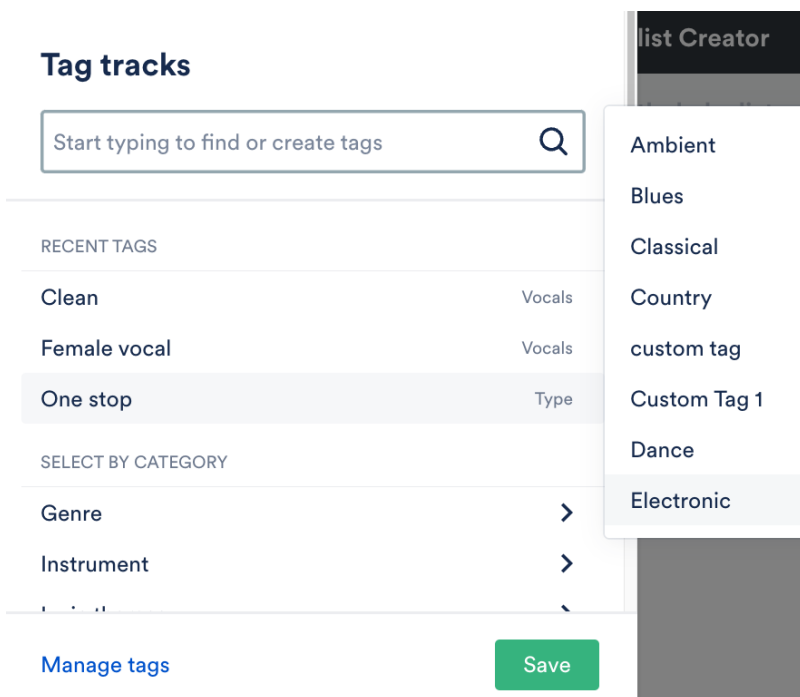 Tag tracks
Start typing to find or create tags
RECENT TAGS
Clean Vocals
Female vocal Vocals
One stop Type
SELECT BY CATEGORY
Genre
Instrument
Manage tags
Save
list Creator
Ambient
Blues
Classical
Country
custom tag
Custom Tag 1
Dance
Electronic